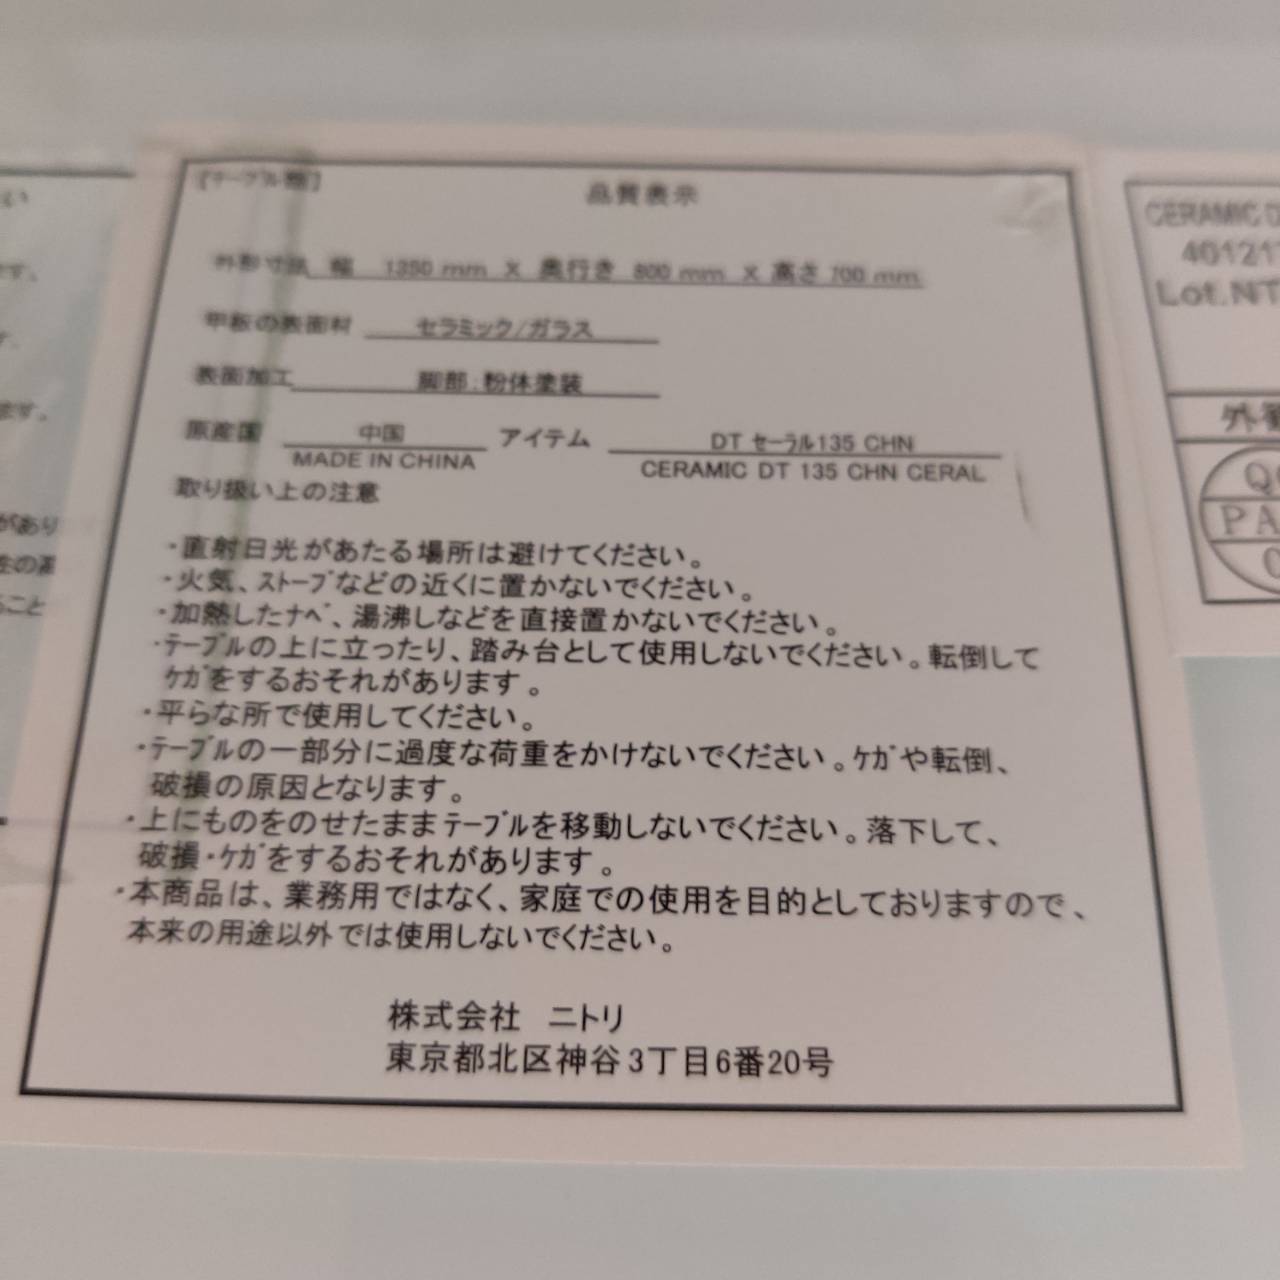 【テーブル類】
品質表示
外形寸法 幅 1350 mm X 奥行き 800 mm X 高さ 700 mm
甲板の表面材 セラミック/ガラス
表面加工 脚部:粉体塗装
原産国 中国 アイテム DT セーラル135 CHN
MADE IN CHINA CERAMIC DT 135 CHN CERAL
取り扱い上の注意
・直射日光があたる場所は避けてください。
・火気、ストーブなどの近くに置かないでください。
・加熱したナベ、湯沸しなどを直接置かないでください。
・テーブルの上に立ったり、踏み台として使用しないでください。転倒して
ケガをするおそれがあります。
・平らな所で使用してください。
・テーブルの一部分に過度な荷重をかけないでください。ケガや転倒、
破損の原因となります。
・上にものをのせたままテーブルを移動しないでください。落下して、
破損・ケガをするおそれがあります。
・本商品は、業務用ではなく、家庭での使用を目的としておりますので、
本来の用途以外では使用しないでください。
株式会社 ニトリ
東京都北区神谷3丁目6番20号
CERAMIC D
40121
Lot.NT
外観
PA
い
ます。
す。
ます。
があり
ること